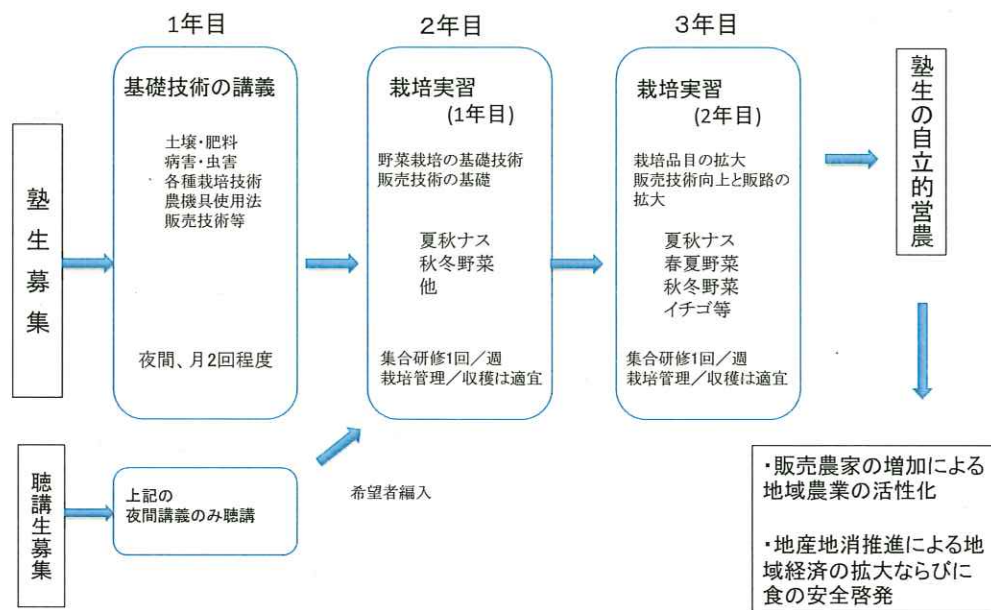 塾生募集
1年目
基礎技術の講義
土壌・肥料
病害・虫害
各種栽培技術
農機具使用法
販売技術等
夜間、月2回程度
2年目
栽培実習
(1年目)
野菜栽培の基礎技術
販売技術の基礎
夏秋ナス
秋冬野菜
他
集合研修1回／週
栽培管理／収穫は適宜
3年目
栽培実習
(2年目)
栽培品目の拡大
販売技術向上と販路の
拡大
夏秋ナス
春夏野菜
秋冬野菜
イチゴ等
集合研修1回／週
栽培管理／収穫は適宜
塾生の自立的営農
聴講生募集
上記の
夜間講義のみ聴講
希望者編入
・販売農家の増加による
地域農業の活性化
・地産地消推進による地
域経済の拡大ならびに
食の安全啓発